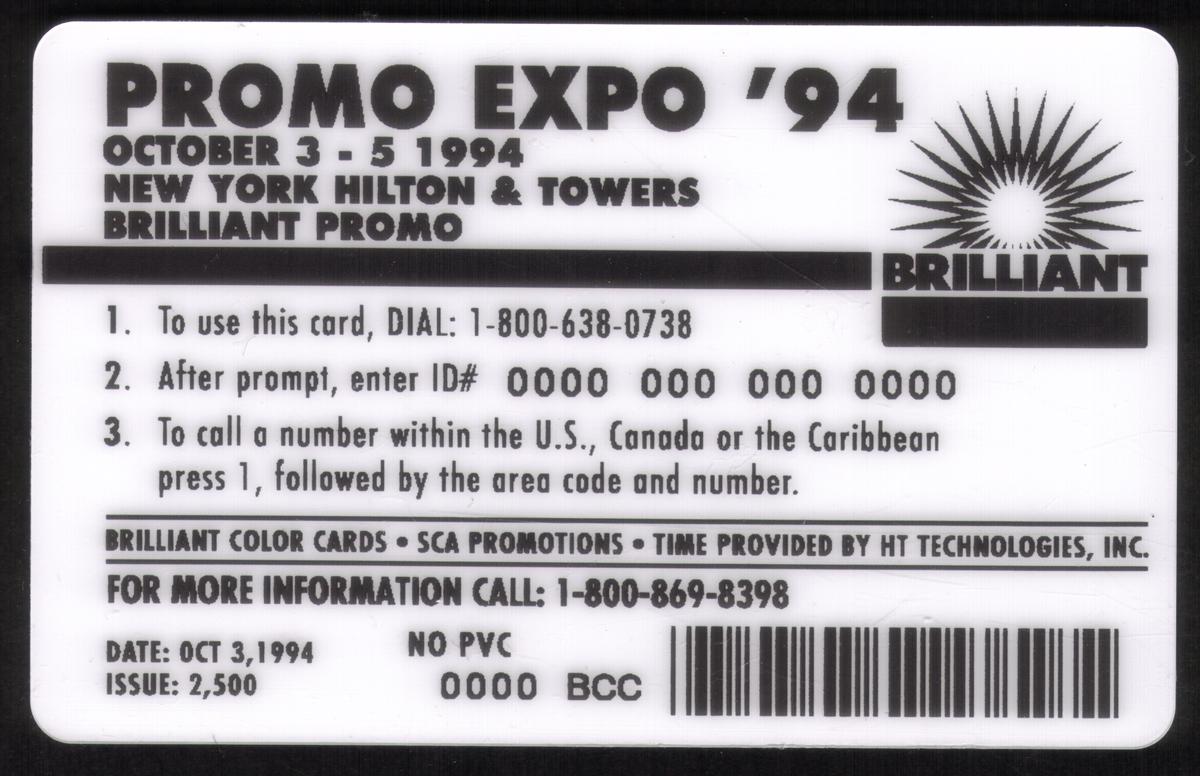 PROMO EXPO '94
OCTOBER 3 - 5 1994
NEW YORK HILTON & TOWERS
BRILLIANT PROMO
BRILLIANT
1. To use this card, DIAL: 1-800-638-0738
2. After prompt, enter ID# 0000 000 000 0000
3. To call a number within the U.S., Canada or the Caribbean
press 1, followed by the area code and number.
BRILLIANT COLOR CARDS • SCA PROMOTIONS • TIME PROVIDED BY HT TECHNOLOGIES, INC.
FOR MORE INFORMATION CALL: 1-800-869-8398
DATE: OCT 3,1994
ISSUE: 2,500
NO PVC
0000 BCC